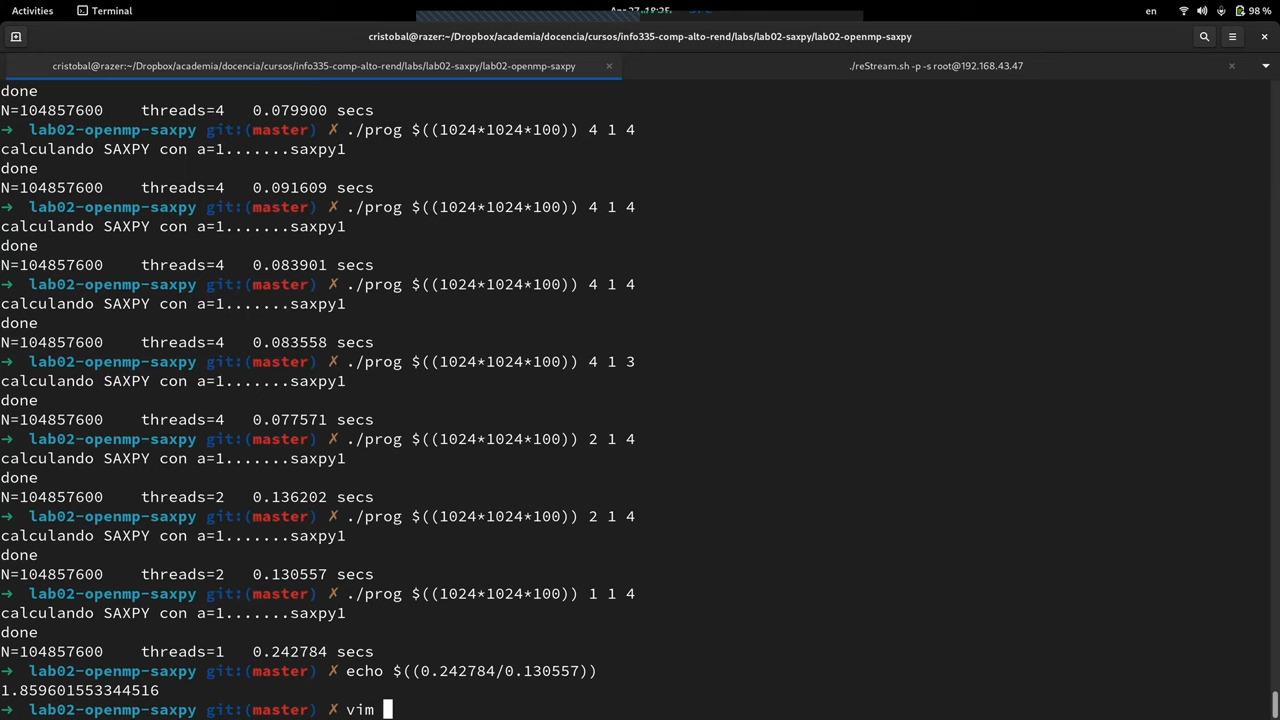 Activities Terminal en 98 %
cristobal@razer:~/Dropbox/academia/docencia/cursos/info335-comp-alto-rend/labs/lab02-saxpy/lab02-openmp-saxpy
cristobal@razer:~/Dropbox/academia/docencia/cursos/info335-comp-alto-rend/labs/lab02-saxpy/lab02-openmp-saxpy × ./reStream.sh -p -s root@192.168.43.47 ×
done
N=104857600    threads=4   0.079900 secs
➜  lab02-openmp-saxpy git:(master) ✗ ./prog $((1024*1024*100)) 4 1 4
calculando SAXPY con a=1.......saxpy1
done
N=104857600    threads=4   0.091609 secs
➜  lab02-openmp-saxpy git:(master) ✗ ./prog $((1024*1024*100)) 4 1 4
calculando SAXPY con a=1.......saxpy1
done
N=104857600    threads=4   0.083901 secs
➜  lab02-openmp-saxpy git:(master) ✗ ./prog $((1024*1024*100)) 4 1 4
calculando SAXPY con a=1.......saxpy1
done
N=104857600    threads=4   0.083558 secs
➜  lab02-openmp-saxpy git:(master) ✗ ./prog $((1024*1024*100)) 4 1 3
calculando SAXPY con a=1.......saxpy1
done
N=104857600    threads=4   0.077571 secs
➜  lab02-openmp-saxpy git:(master) ✗ ./prog $((1024*1024*100)) 2 1 4
calculando SAXPY con a=1.......saxpy1
done
N=104857600    threads=2   0.136202 secs
➜  lab02-openmp-saxpy git:(master) ✗ ./prog $((1024*1024*100)) 2 1 4
calculando SAXPY con a=1.......saxpy1
done
N=104857600    threads=2   0.130557 secs
➜  lab02-openmp-saxpy git:(master) ✗ ./prog $((1024*1024*100)) 1 1 4
calculando SAXPY con a=1.......saxpy1
done
N=104857600    threads=1   0.242784 secs
➜  lab02-openmp-saxpy git:(master) ✗ echo $((0.242784/0.130557))
1.859601553344516
➜  lab02-openmp-saxpy git:(master) ✗ vim